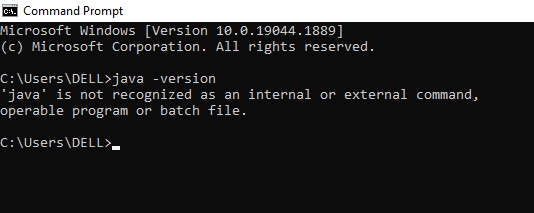 Command Prompt
Microsoft Windows [Version 10.0.19044.1889]
(c) Microsoft Corporation. All rights reserved.
C:\Users\DELL>java -version
'java' is not recognized as an internal or external command,
operable program or batch file.
C:\Users\DELL>